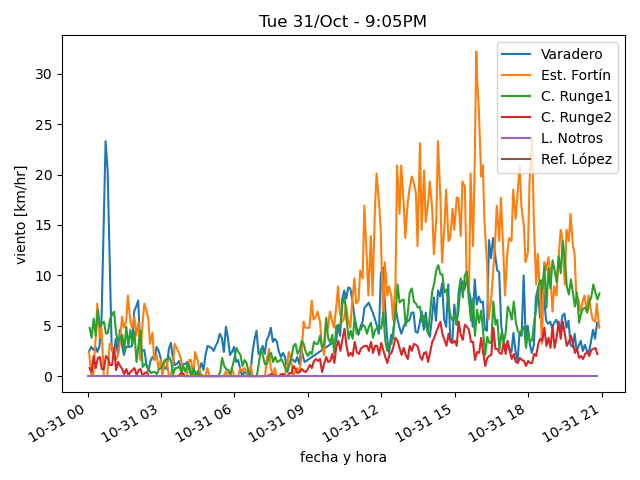 Tue 31/Oct - 9:05PM
Varadero
Est. Fortín
C. Runge1
C. Runge2
L. Notros
Ref. López
viento [km/hr]
30
25
20
15
10
5
0
10-31 00
10-31 03
10-31 06
10-31 09
10-31 12
10-31 15
10-31 18
10-31 21
fecha y hora